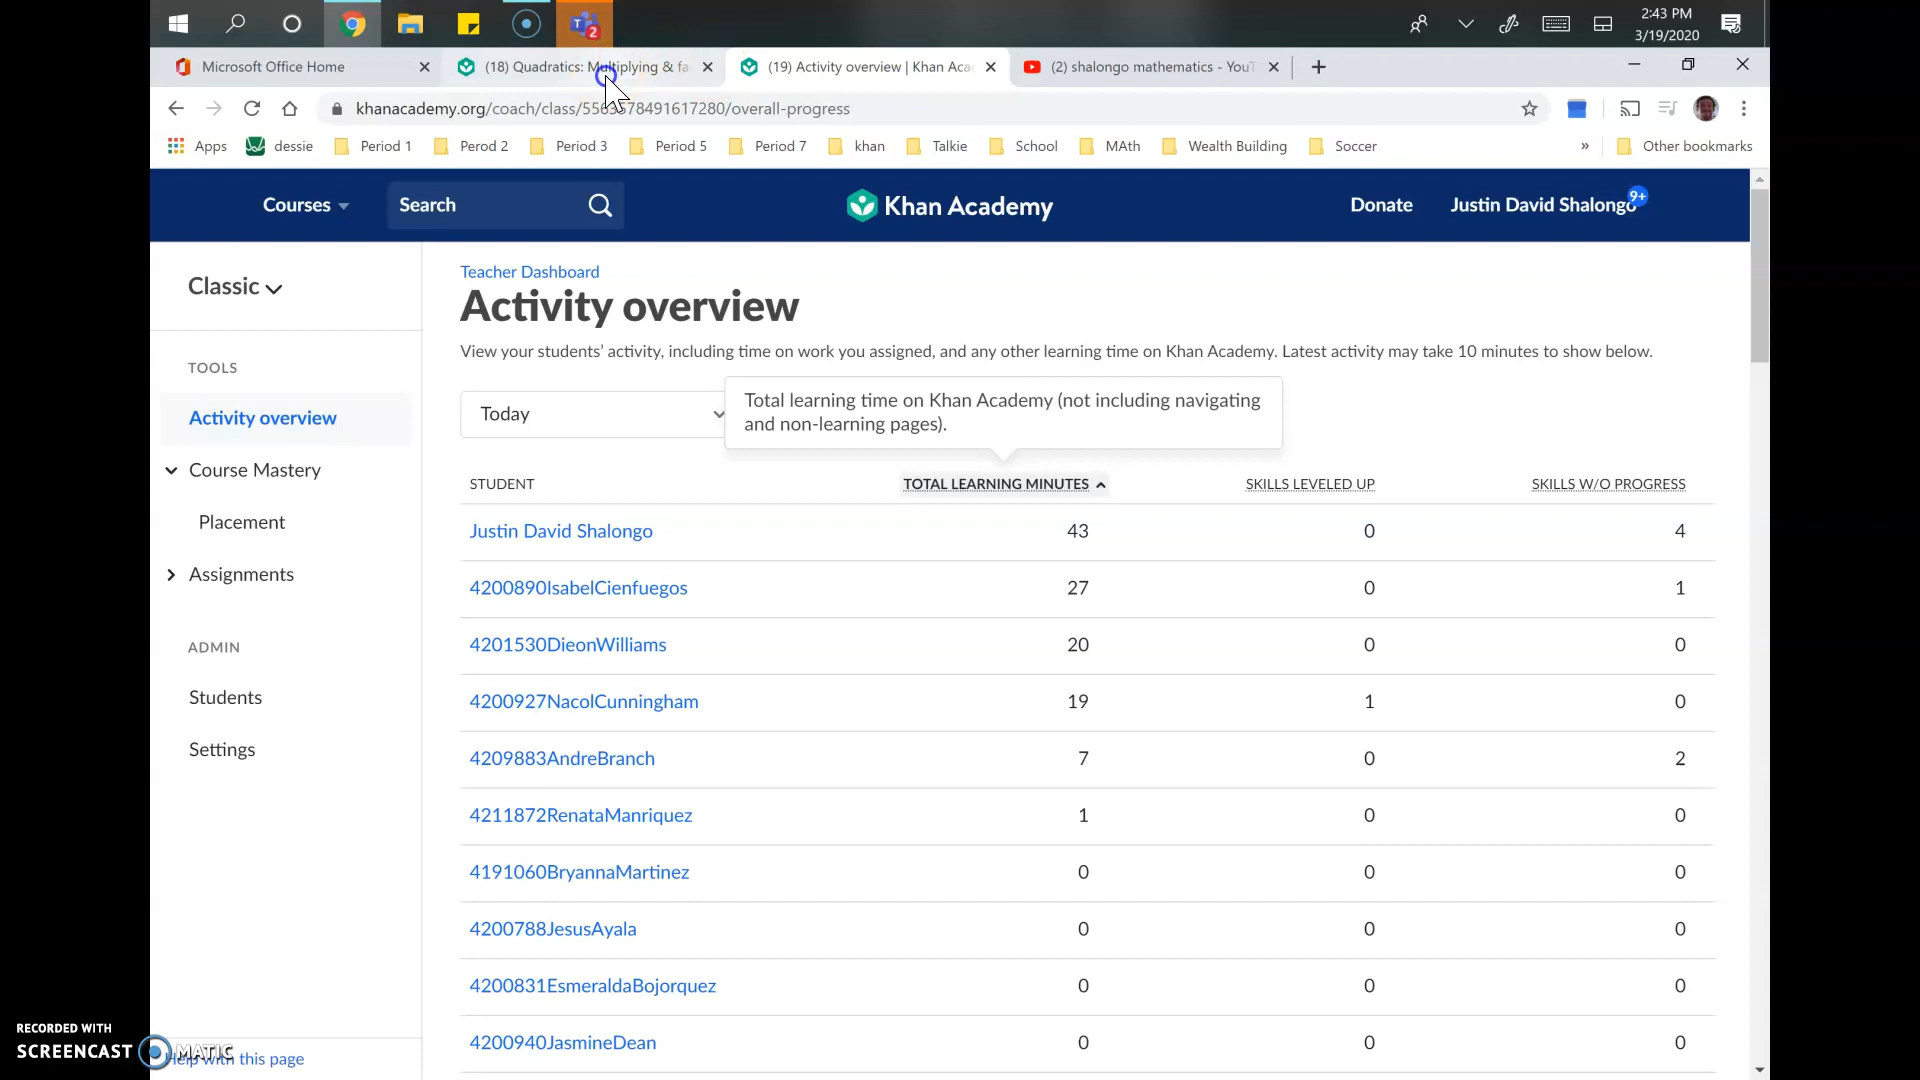 2
2:43 PM
3/19/2020
Microsoft Office Home
(18) Quadratics: Multiplying & fa
(19) Activity overview | Khan Aca
(2) shalongo mathematics - YouT
khanacademy.org/coach/class/5563578491617280/overall-progress
Apps
dessie
Period 1
Perod 2
Period 3
Period 5
Period 7
khan
Talkie
School
MAth
Wealth Building
Soccer
»
Other bookmarks
Courses
Search
Khan Academy
Donate
Justin David Shalongo
9+
Classic
TOOLS
Activity overview
Course Mastery
Placement
Assignments
ADMIN
Students
Settings
Help with this page
Teacher Dashboard
Activity overview
View your students' activity, including time on work you assigned, and any other learning time on Khan Academy. Latest activity may take 10 minutes to show below.
Today
Total learning time on Khan Academy (not including navigating
and non-learning pages).
STUDENT TOTAL LEARNING MINUTES SKILLS LEVELED UP SKILLS W/O PROGRESS
Justin David Shalongo 43 0 4
4200890IsabelCienfuegos 27 0 1
4201530DieonWilliams 20 0 0
4200927NacolCunningham 19 1 0
4209883AndreBranch 7 0 2
4211872RenataManriquez 1 0 0
4191060BryannaMartinez 0 0 0
4200788JesusAyala 0 0 0
4200831EsmeraldaBojorquez 0 0 0
4200940JasmineDean 0 0 0
RECORDED WITH
SCREENCAST MATIC